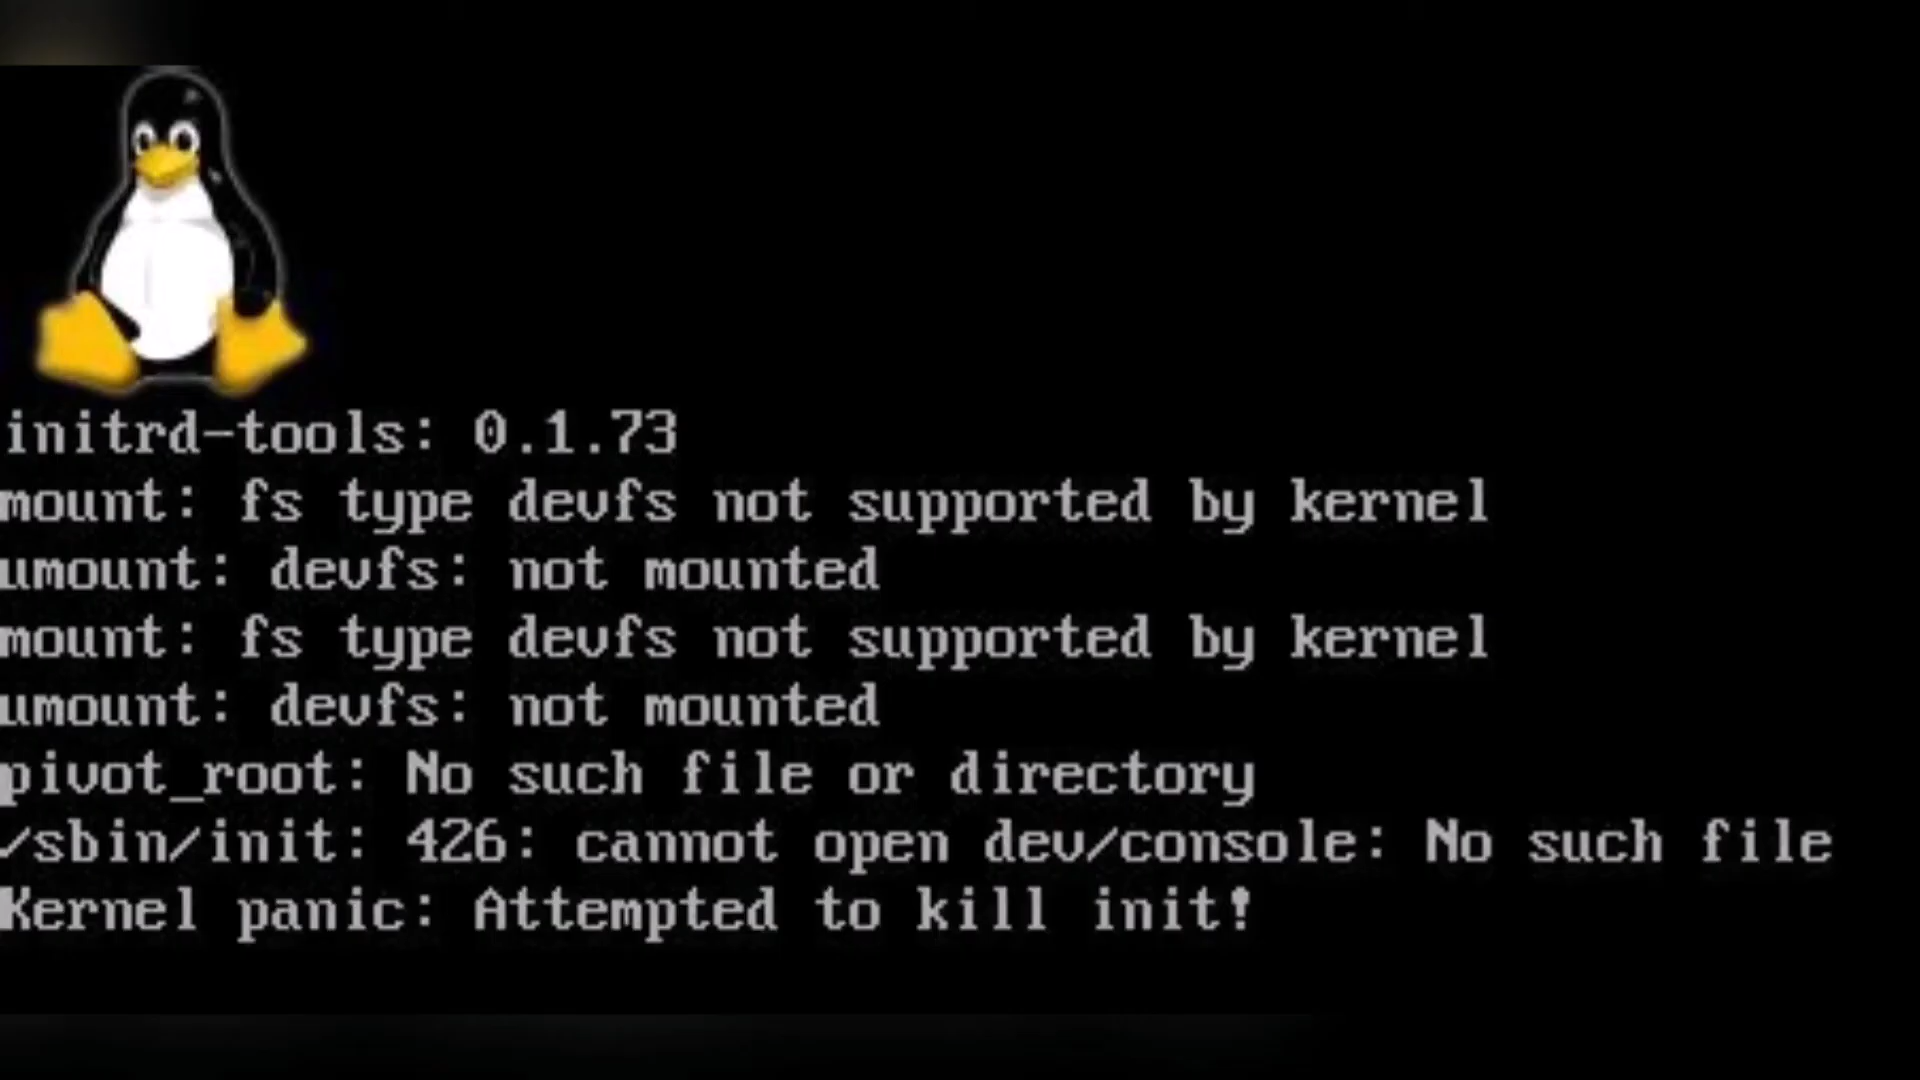 initrd-tools: 0.1.73
mount: fs type devfs not supported by kernel
umount: devfs: not mounted
mount: fs type devfs not supported by kernel
umount: devfs: not mounted
pivot_root: No such file or directory
/sbin/init: 426: cannot open dev/console: No such file
Kernel panic: Attempted to kill init!